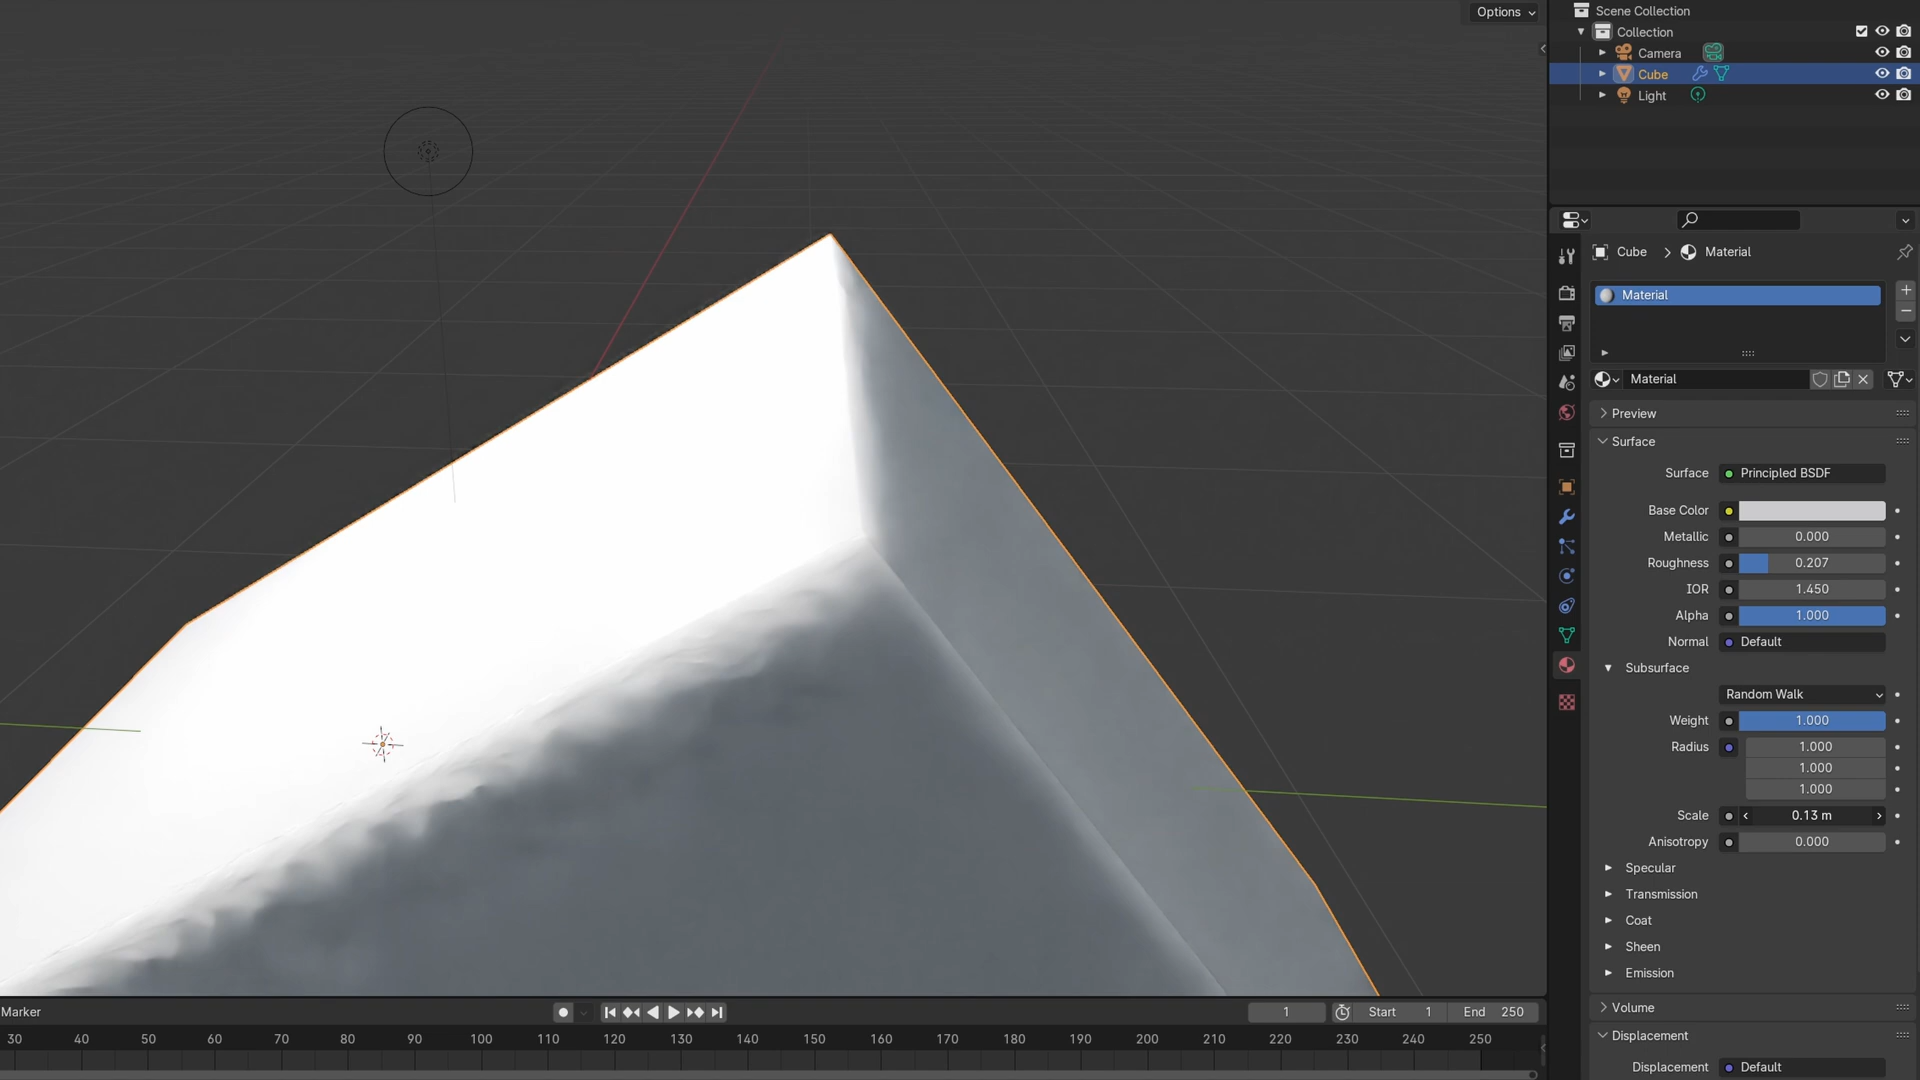 Options
Scene Collection
Collection
Camera
Cube
Light
Cube > Material
Material
Material
Preview
Surface
Surface Principled BSDF
Base Color
Metallic 0.000
Roughness 0.207
IOR 1.450
Alpha 1.000
Normal Default
Subsurface
Random Walk
Weight 1.000
Radius 1.000
1.000
1.000
Scale 0.13 m
Anisotropy 0.000
Specular
Transmission
Coat
Sheen
Emission
Volume
Displacement
Displacement Default
Marker 1 Start 1 End 250
30 40 50 60 70 80 90 100 110 120 130 140 150 160 170 180 190 200 210 220 230 240 250